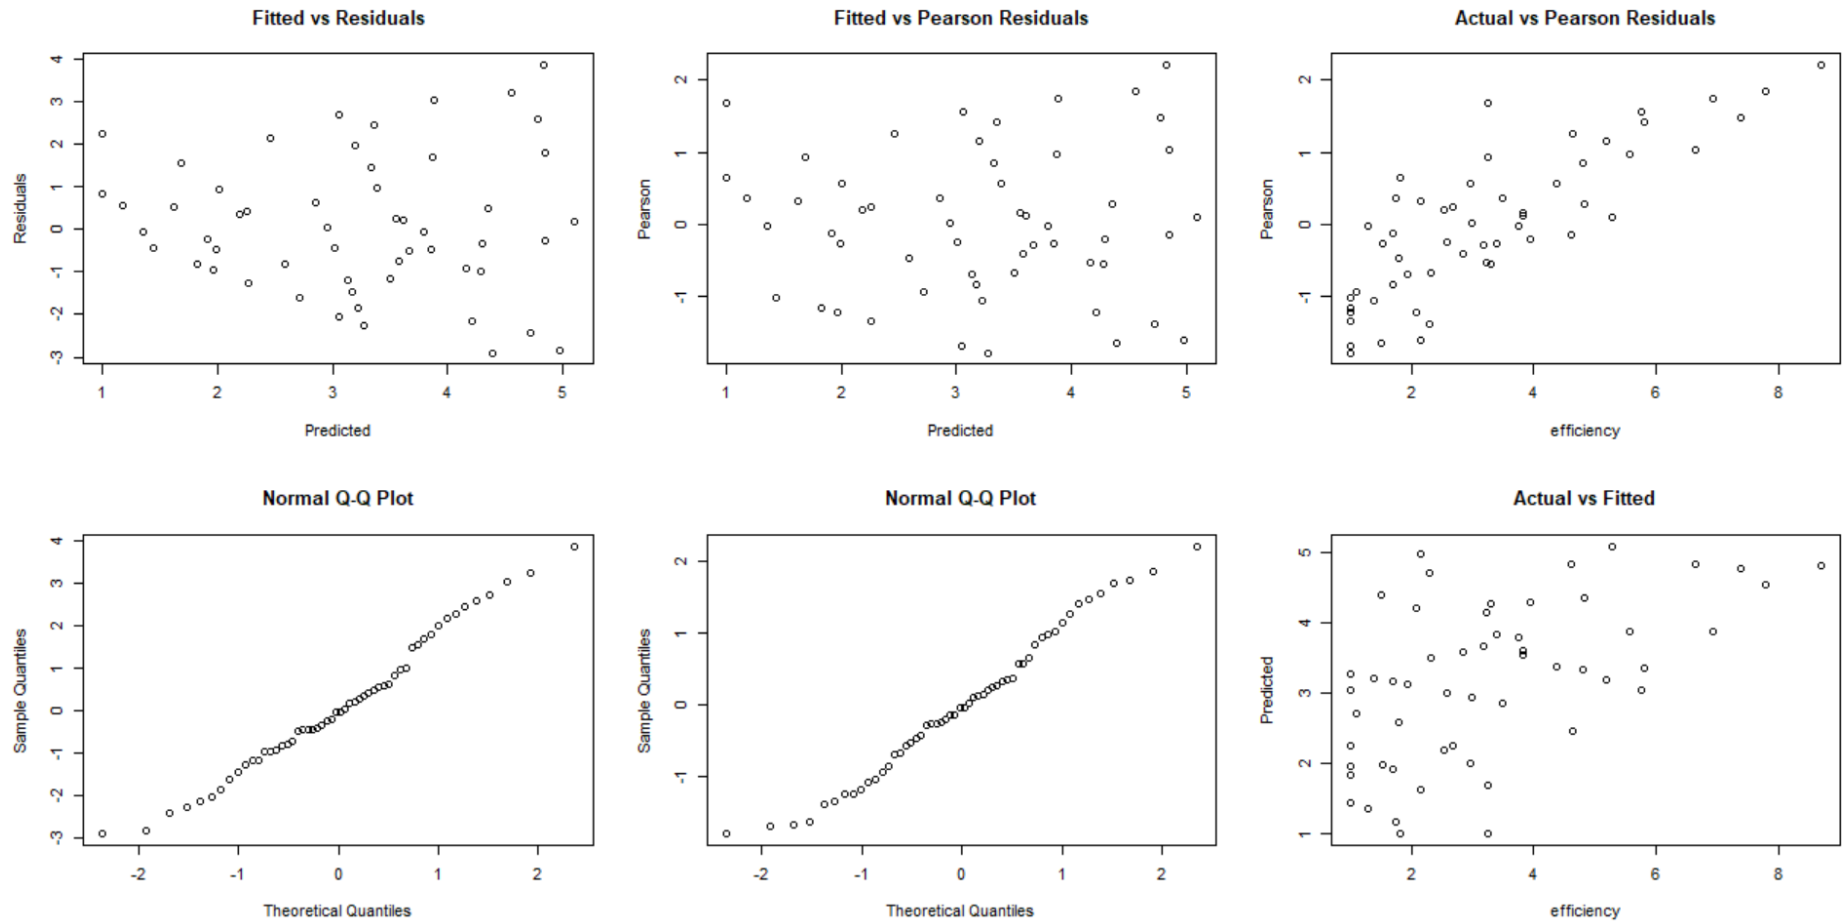 Fitted vs Residuals
Residuals
4
3
2
1
0
-1
-2
-3
1 2 3 4 5
Predicted
Fitted vs Pearson Residuals
Pearson
2
1
0
-1
1 2 3 4 5
Predicted
Actual vs Pearson Residuals
Pearson
2
1
0
-1
2 4 6 8
efficiency
Normal Q-Q Plot
Sample Quantiles
4
3
2
1
0
-1
-2
-3
-2 -1 0 1 2
Theoretical Quantiles
Normal Q-Q Plot
Sample Quantiles
2
1
0
-1
-2 -1 0 1 2
Theoretical Quantiles
Actual vs Fitted
Predicted
5
4
3
2
1
2 4 6 8
efficiency